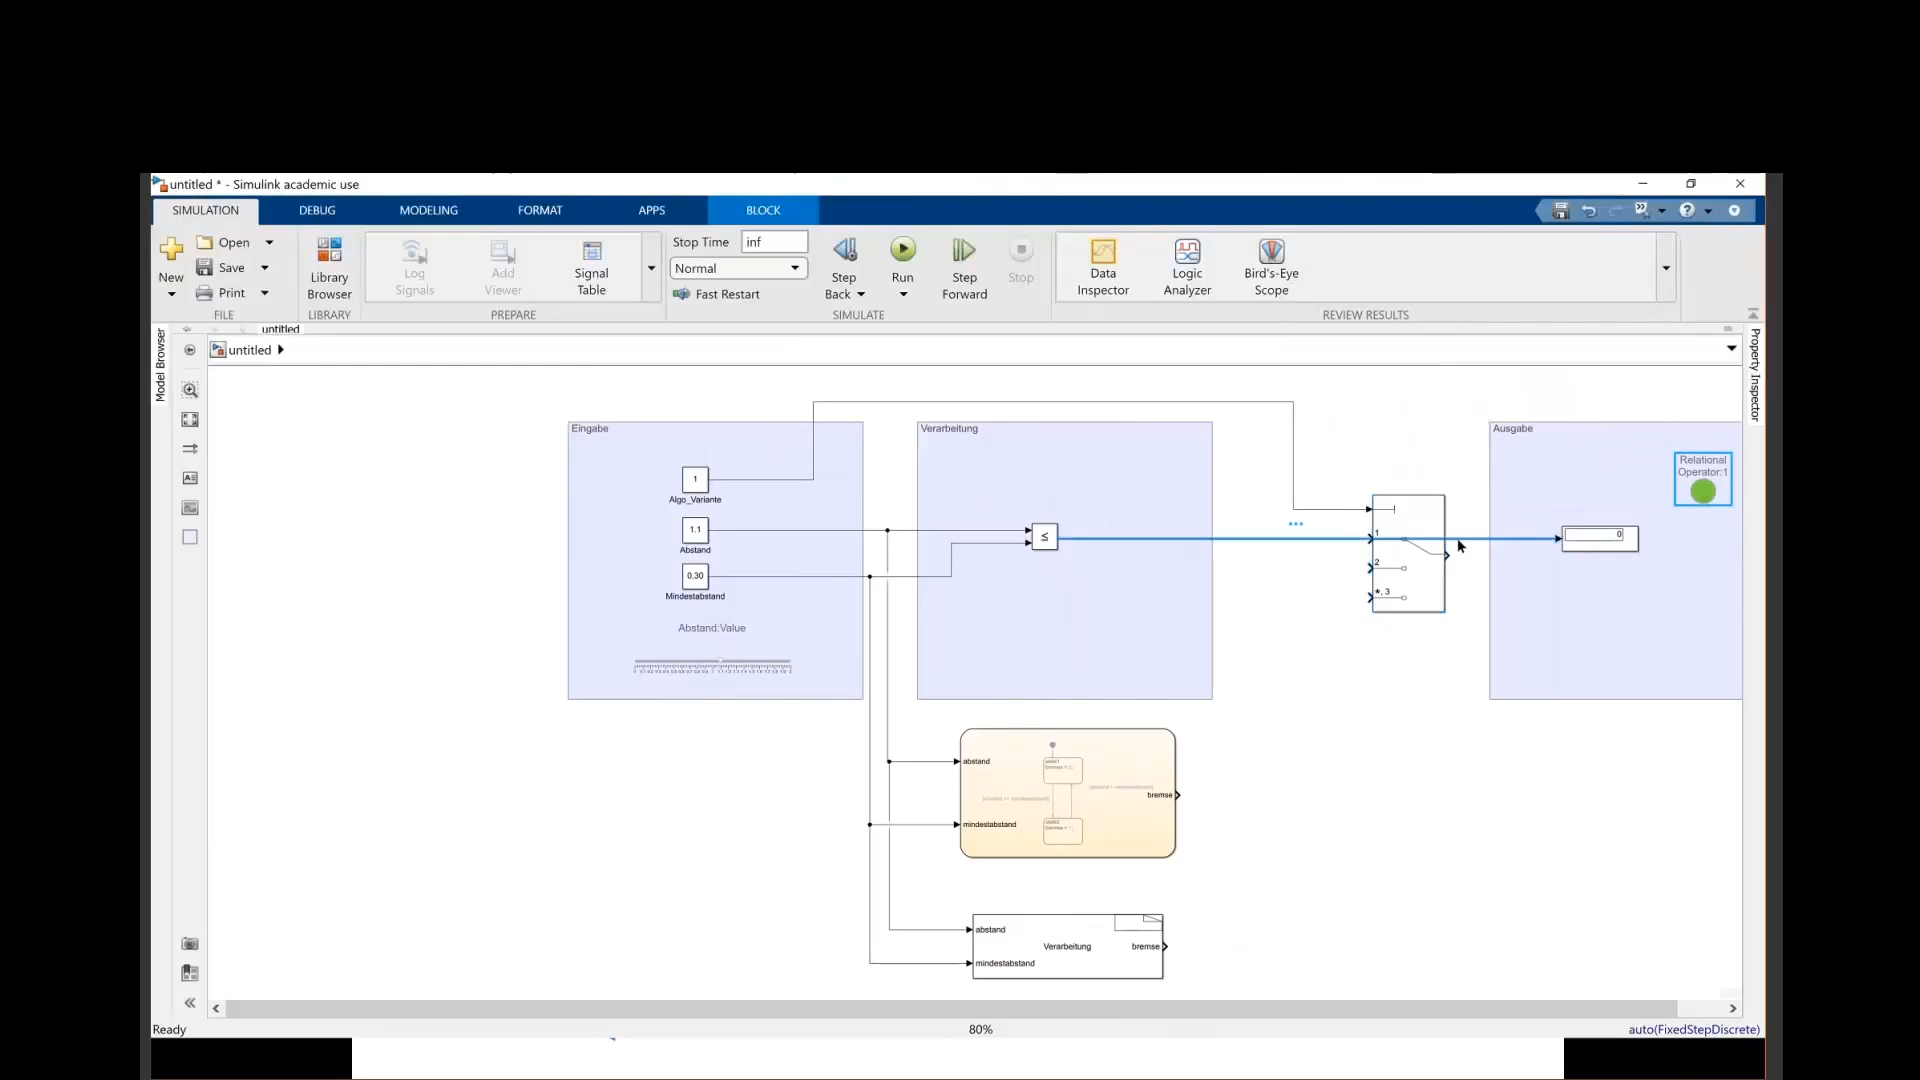 untitled * - Simulink academic use
SIMULATION DEBUG MODELING FORMAT APPS BLOCK
New
Open
Save
Print
FILE
Library Browser
LIBRARY
Log Signals
Add Viewer
Signal Table
PREPARE
Stop Time inf
Normal
Fast Restart
Step Back
Run
Step Forward
Stop
SIMULATE
Data Inspector
Logic Analyzer
Bird's-Eye Scope
REVIEW RESULTS
Model Browser
untitled
untitled
Property Inspector
Eingabe
1
Algo_Variante
1.1
Abstand
0.30
Mindestabstand
Abstand:Value
Verarbeitung
≤
1
2
*, 3
Ausgabe
Relational
Operator:1
0
abstand
mindestabstand
bremse
abstand
mindestabstand
Verarbeitung
bremse
Ready
80%
auto(FixedStepDiscrete)